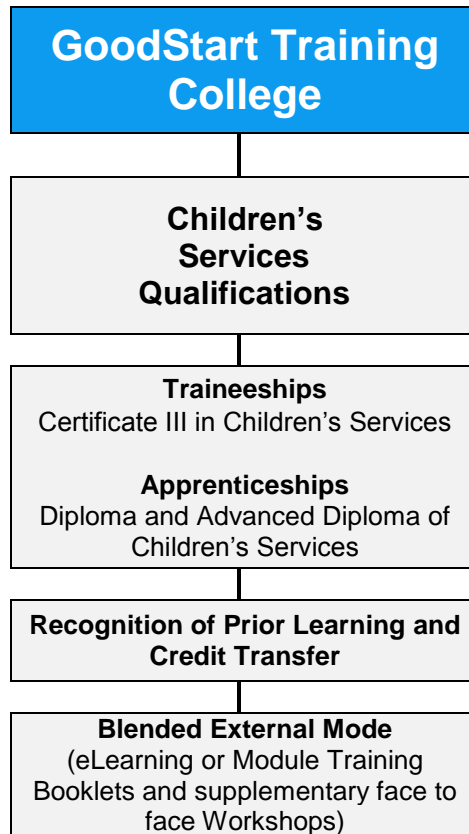 GoodStart Training
College
Children’s
Services
Qualifications
Traineeships
Certificate III in Children’s Services
Apprenticeships
Diploma and Advanced Diploma of
Children’s Services
Recognition of Prior Learning and
Credit Transfer
Blended External Mode
(eLearning or Module Training
Booklets and supplementary face to
face Workshops)